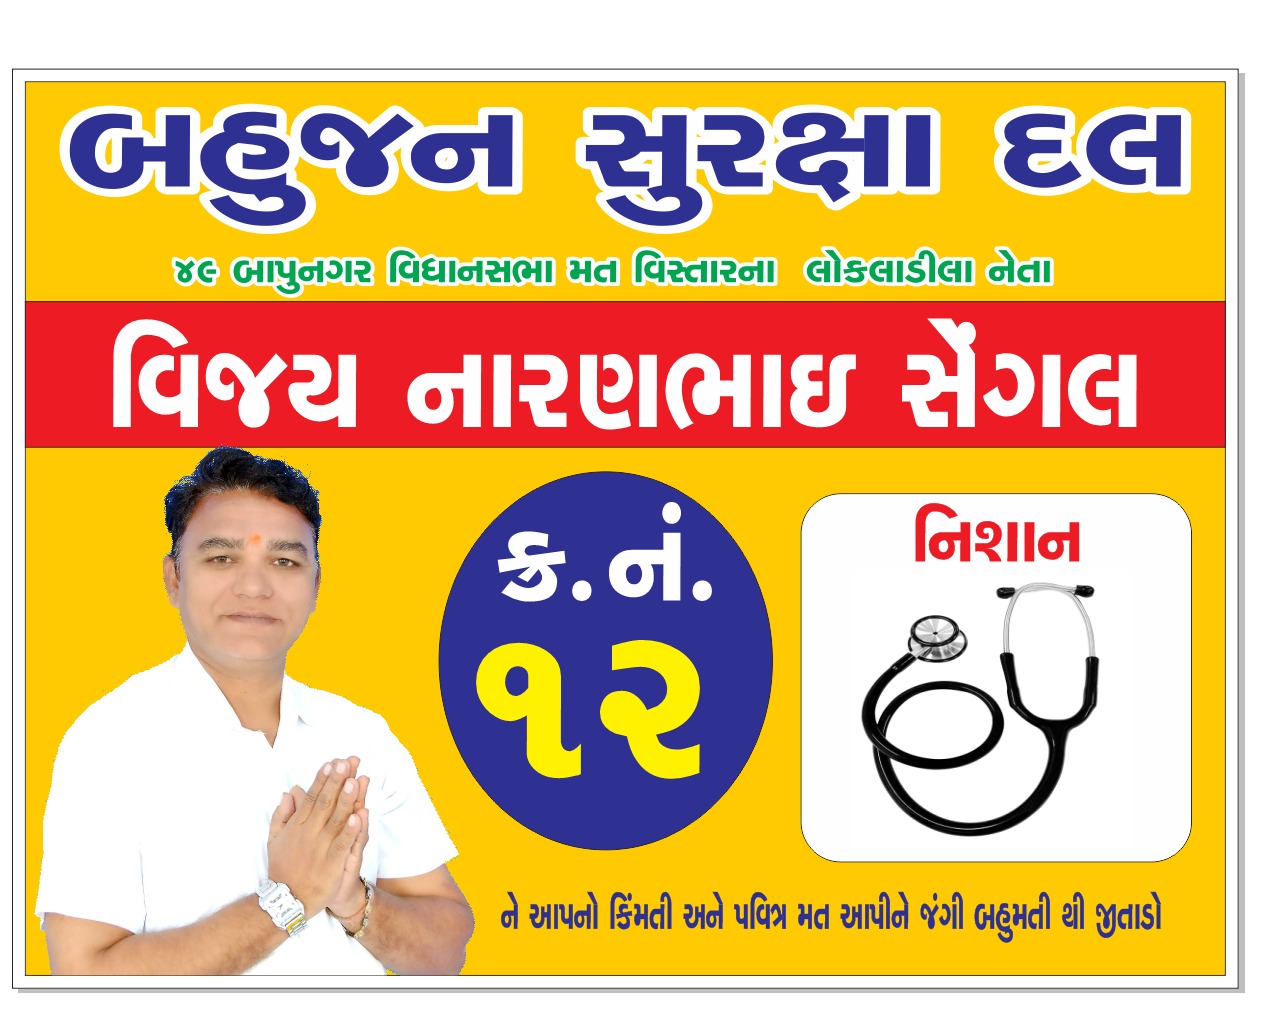 બહુજન સુરક્ષા દલ
૪૯ બાપુનગર વિધાનસભા મત વિસ્તારના લોકલાડીલા નેતા
વિજય નારણભાઇ સેંગલ
ક્ર.નં.
૧૨
નિશાન
ને આપનો કિંમતી અને પવિત્ર મત આપીને જંગી બહુમતી થી જીતાડો